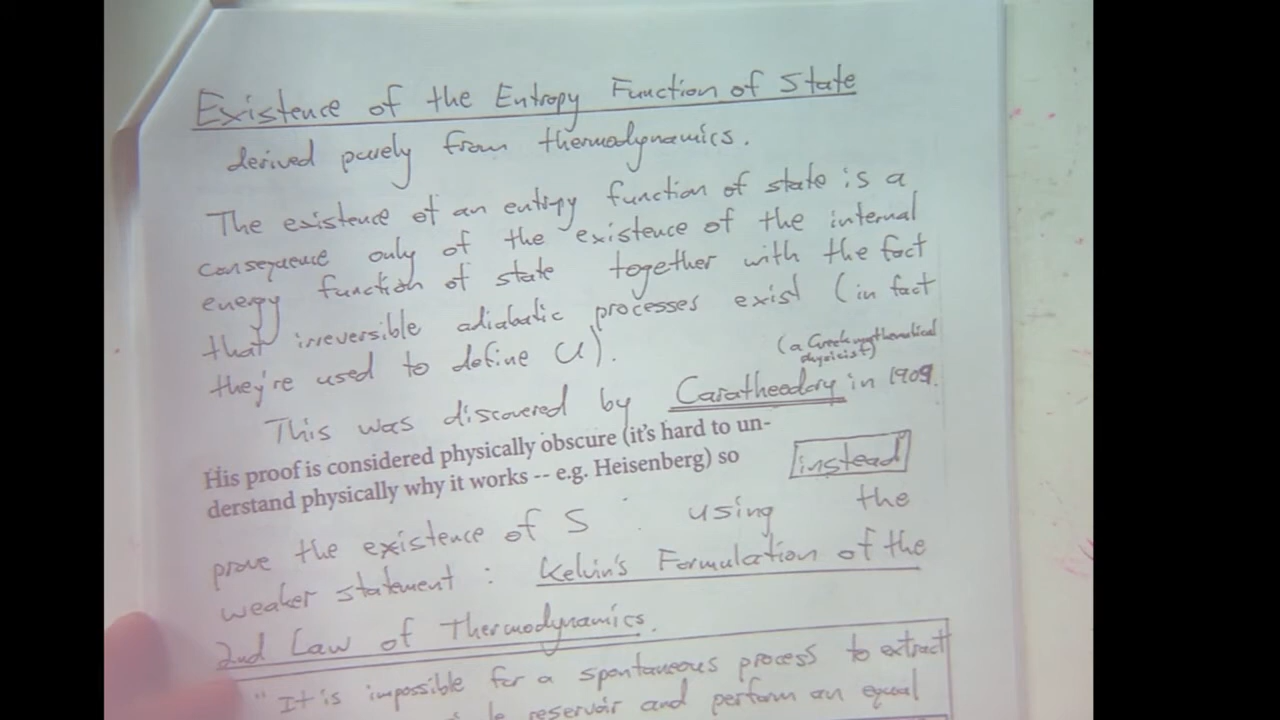 Existence of the Entropy Function of State
derived purely from thermodynamics.
The existence of an entropy function of state is a
consequence only of the existence of the internal
energy function of state together with the fact
that irreversible adiabatic processes exist (in fact
they're used to define U).
(a Greek mathematical
physicist)
This was discovered by Caratheodory in 1909.
His proof is considered physically obscure (it's hard to un-
derstand physically why it works -- e.g. Heisenberg) so
instead
prove the existence of S using the
weaker statement : Kelvin's Formulation of the
2nd Law of Thermodynamics.
"It is impossible for a spontaneous process to extract
reservoir and perform an equal